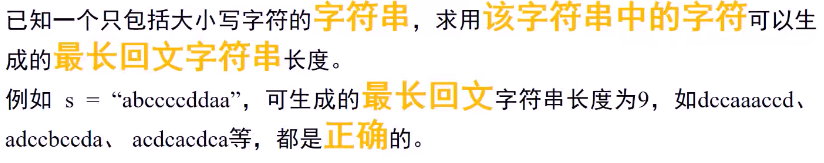 已知一个只包括大小写字符的字符串，求用该字符串中的字符可以生
成的最长回文字符串长度。
例如 s = “abccccddaa”，可生成的最长回文字符串长度为9，如dccaaaccd、
adccbccda、 acdcacdca等，都是正确的。